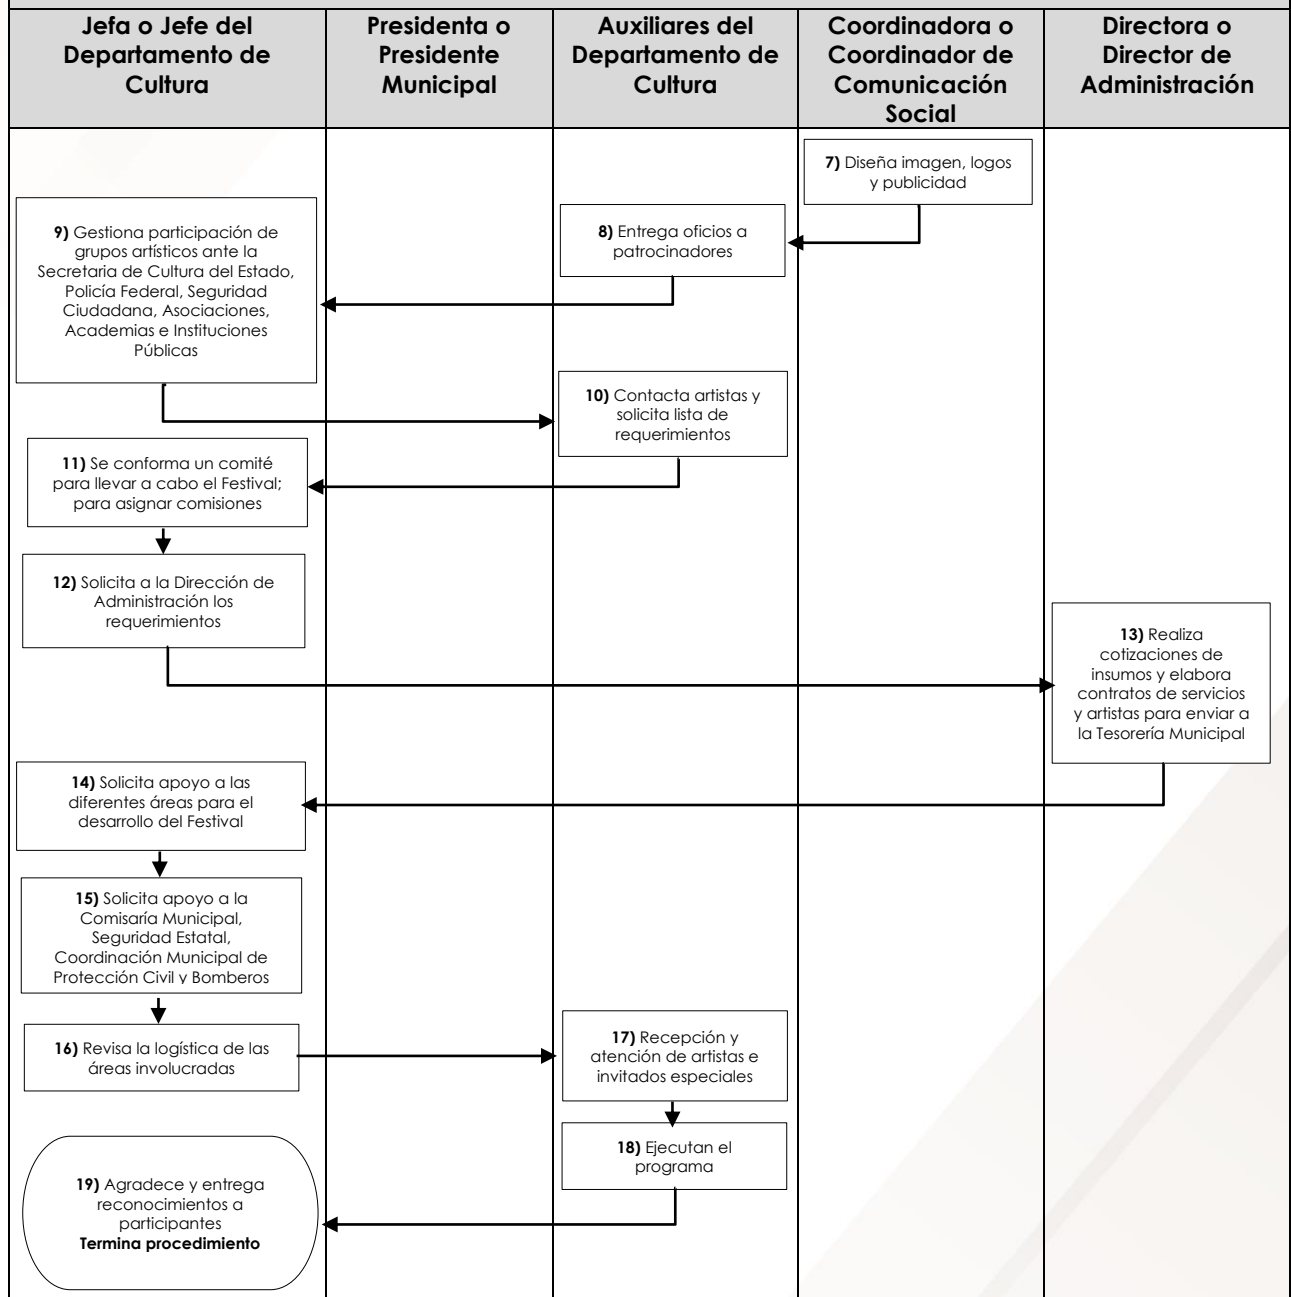 Jefa o Jefe del
Departamento de
Cultura
Presidenta o
Presidente
Municipal
Auxiliares del
Departamento de
Cultura
Coordinadora o
Coordinador de
Comunicación
Social
Directora o
Director de
Administración
7) Diseña imagen, logos
y publicidad
8) Entrega oficios a
patrocinadores
9) Gestiona participación de
grupos artísticos ante la
Secretaria de Cultura del Estado,
Policía Federal, Seguridad
Ciudadana, Asociaciones,
Academias e Instituciones
Públicas
10) Contacta artistas y
solicita lista de
requerimientos
11) Se conforma un comité
para llevar a cabo el Festival;
para asignar comisiones
12) Solicita a la Dirección de
Administración los
requerimientos
13) Realiza
cotizaciones de
insumos y elabora
contratos de servicios
y artistas para enviar a
la Tesorería Municipal
14) Solicita apoyo a las
diferentes áreas para el
desarrollo del Festival
15) Solicita apoyo a la
Comisaría Municipal,
Seguridad Estatal,
Coordinación Municipal de
Protección Civil y Bomberos
16) Revisa la logística de las
áreas involucradas
17) Recepción y
atención de artistas e
invitados especiales
18) Ejecutan el
programa
19) Agradece y entrega
reconocimientos a
participantes
Termina procedimiento